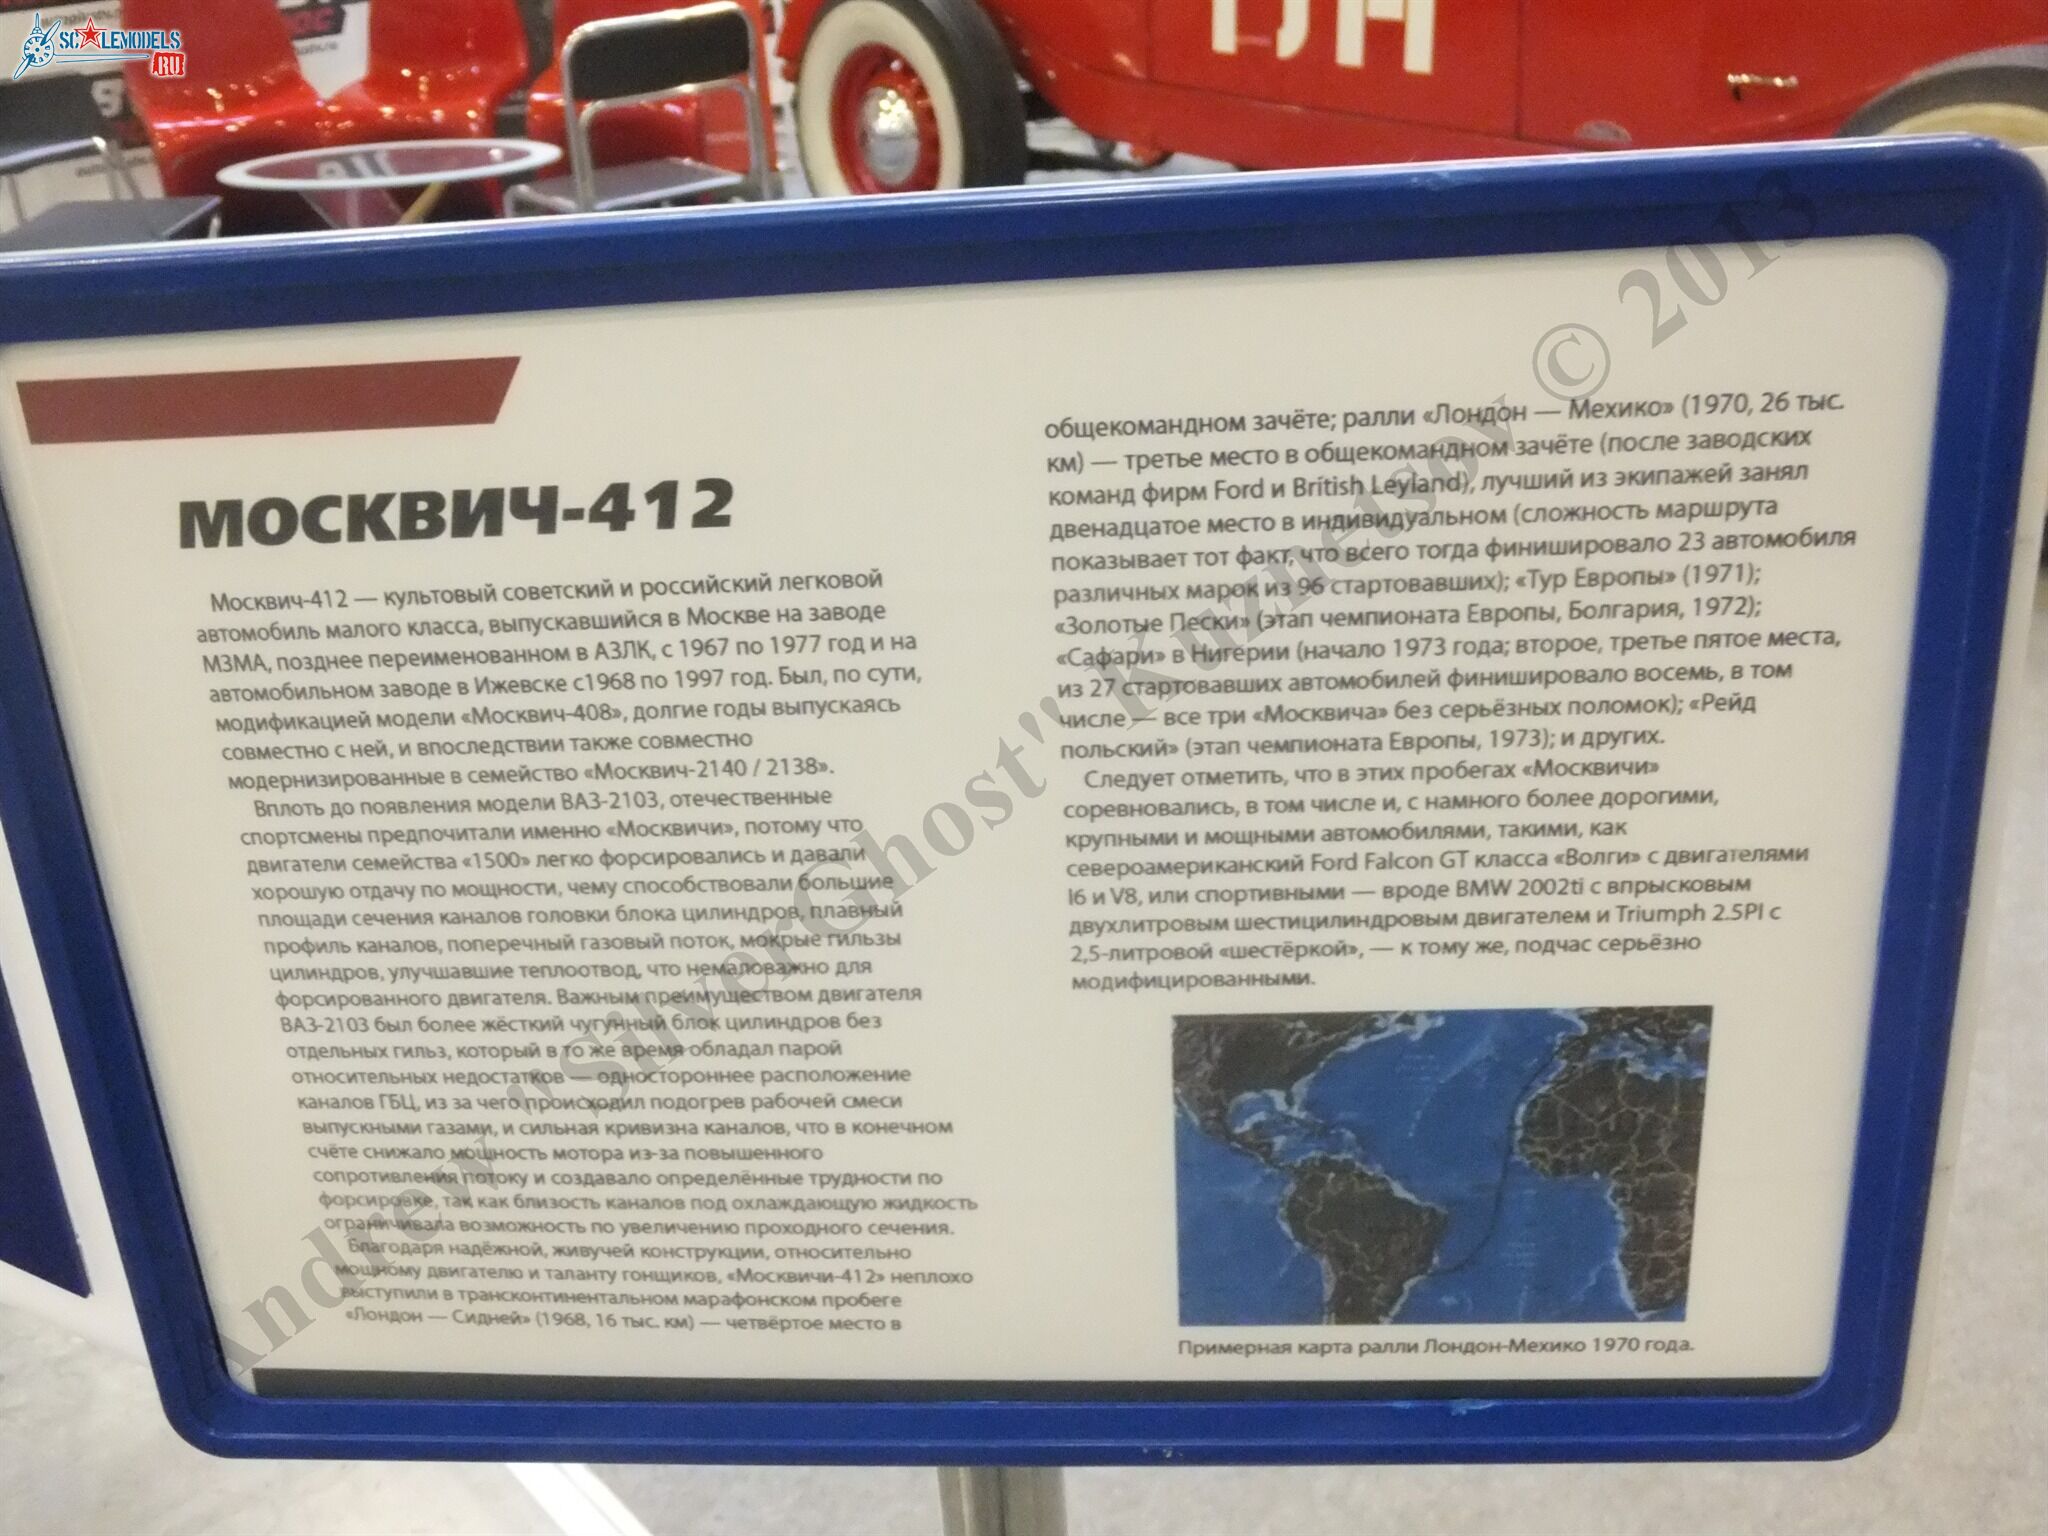 SCALEMODELS
.RU
ГЛА
МОСКВИЧ-412
Москвич-412 — культовый советский и российский легковой
автомобиль малого класса, выпускавшийся в Москве на заводе
МЗМА, позднее переименованном в АЗЛК, с 1967 по 1977 год и на
автомобильном заводе в Ижевске с1968 по 1997 год. Был, по сути,
модификацией модели «Москвич-408», долгие годы выпускаясь
совместно с ней, и впоследствии также совместно
модернизированные в семейство «Москвич-2140 / 2138».
Вплоть до появления модели ВАЗ-2103, отечественные
спортсмены предпочитали именно «Москвичи», потому что
двигатели семейства «1500» легко форсировались и давали
хорошую отдачу по мощности, чему способствовали большие
площади сечения каналов головки блока цилиндров, плавный
профиль каналов, поперечный газовый поток, мокрые гильзы
цилиндров, улучшавшие теплоотвод, что немаловажно для
форсированного двигателя. Важным преимуществом двигателя
ВАЗ-2103 был более жёсткий чугунный блок цилиндров без
отдельных гильз, который в то же время обладал парой
относительных недостатков — одностороннее расположение
каналов ГБЦ, из за чего происходил подогрев рабочей смеси
выпускными газами, и сильная кривизна каналов, что в конечном
счёте снижало мощность мотора из-за повышенного
сопротивления потоку и создавало определённые трудности по
форсировке, так как близость каналов под охлаждающую жидкость
ограничивала возможность по увеличению проходного сечения.
Благодаря надёжной, живучей конструкции, относительно
мощному двигателю и таланту гонщиков, «Москвичи-412» неплохо
выступили в трансконтинентальном марафонском пробеге
«Лондон — Сидней» (1968, 16 тыс. км) — четвёртое место в
общекомандном зачёте; ралли «Лондон — Мехико» (1970, 26 тыс.
км) — третье место в общекомандном зачёте (после заводских
команд фирм Ford и British Leyland), лучший из экипажей занял
двенадцатое место в индивидуальном (сложность маршрута
показывает тот факт, что всего тогда финишировало 23 автомобиля
различных марок из 96 стартовавших); «Тур Европы» (1971);
«Золотые Пески» (этап чемпионата Европы, Болгария, 1972);
«Сафари» в Нигерии (начало 1973 года; второе, третье пятое места,
из 27 стартовавших автомобилей финишировало восемь, в том
числе — все три «Москвича» без серьёзных поломок); «Рейд
польский» (этап чемпионата Европы, 1973); и других.
Следует отметить, что в этих пробегах «Москвичи»
соревновались, в том числе и, с намного более дорогими,
крупными и мощными автомобилями, такими, как
североамериканский Ford Falcon GT класса «Волги» с двигателями
I6 и V8, или спортивными — вроде BMW 2002ti с впрысковым
двухлитровым шестицилиндровым двигателем и Triumph 2.5PI с
2,5-литровой «шестёркой», — к тому же, подчас серьёзно
модифицированными.
Примерная карта ралли Лондон-Мехико 1970 года.
Andrew "SilverGhost" Kuznetsov © 2013